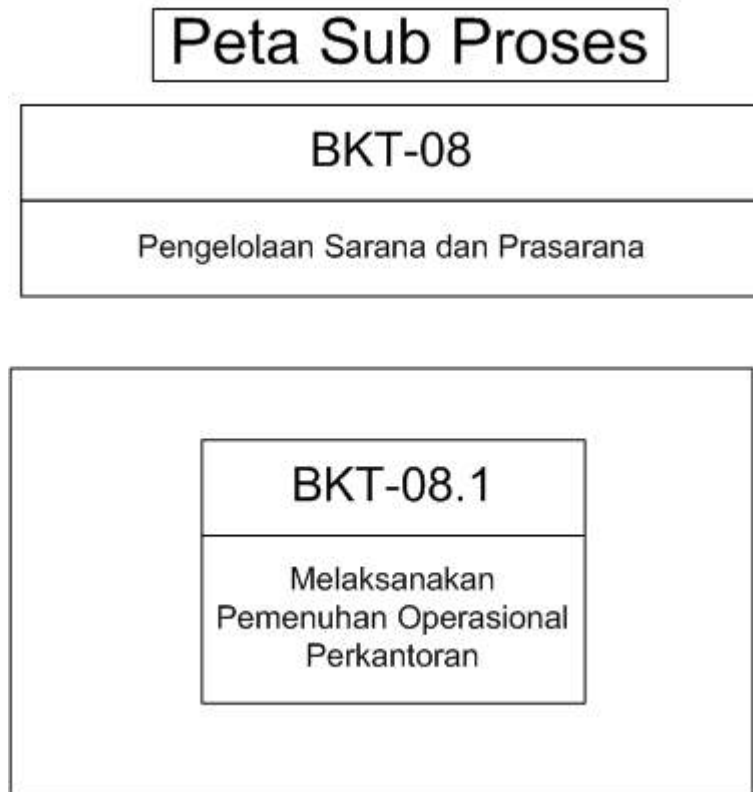 Peta Sub Proses
BKT-08
Pengelolaan Sarana dan Prasarana
BKT-08.1
Melaksanakan
Pemenuhan Operasional
Perkantoran